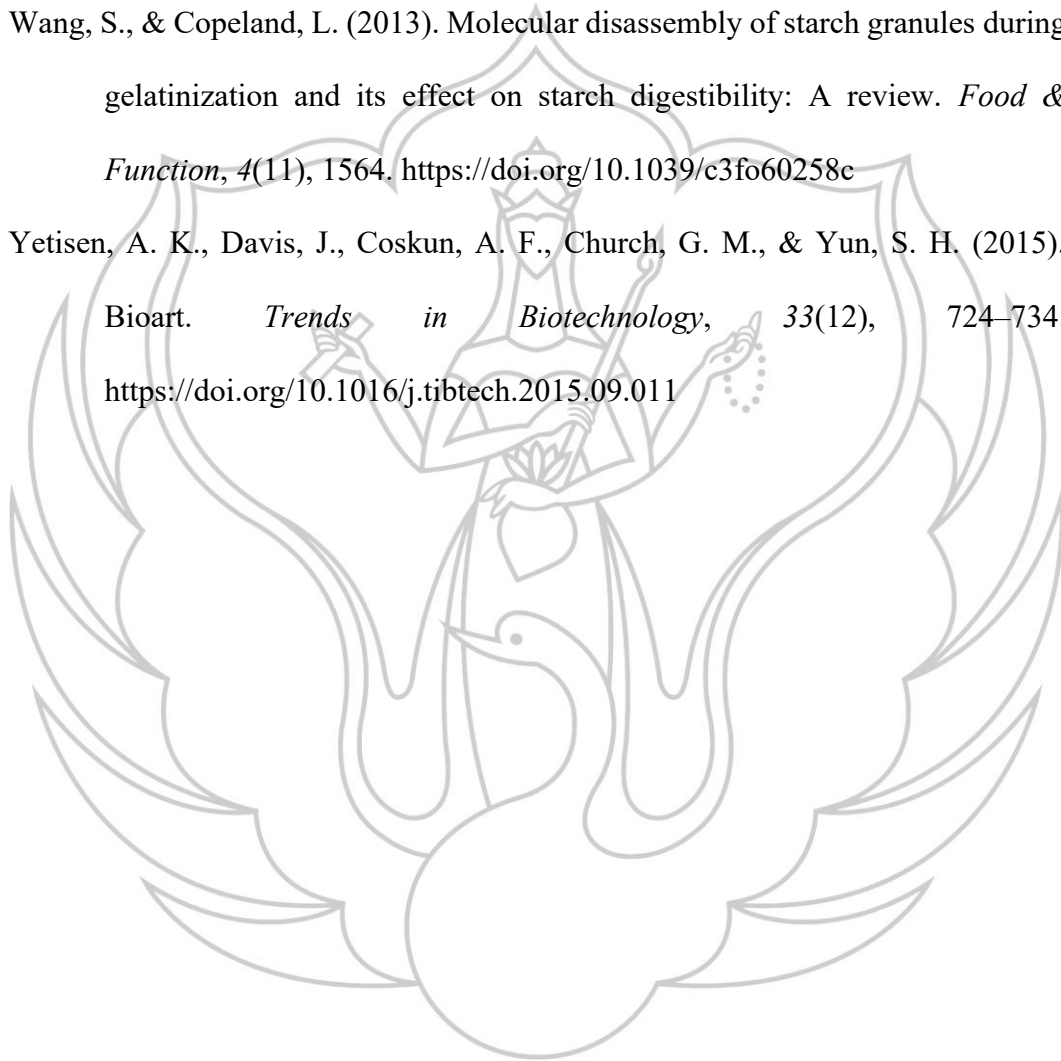 Wang, S., & Copeland, L. (2013). Molecular disassembly of starch granules during
gelatinization and its effect on starch digestibility: A review. Food &
Function, 4(11), 1564. https://doi.org/10.1039/c3fo60258c
Yetisen, A. K., Davis, J., Coskun, A. F., Church, G. M., & Yun, S. H. (2015).
Bioart. Trends in Biotechnology, 33(12), 724–734
https://doi.org/10.1016/j.tibtech.2015.09.011